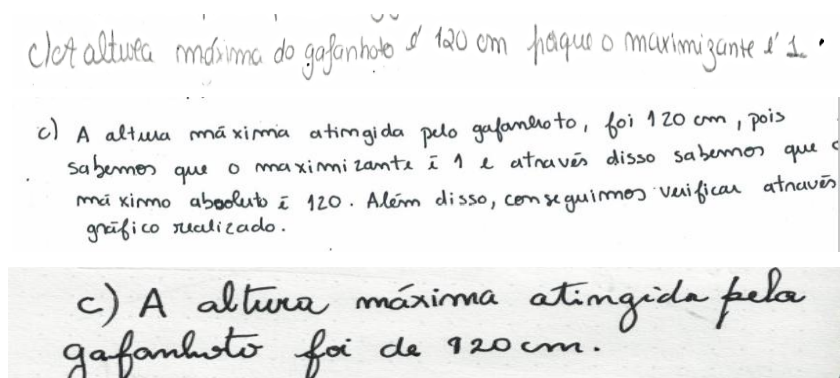 c) A altura máxima do gafanhoto é 120 cm porque o maximizante é 1.
c) A altura máxima atingida pelo gafanhoto, foi 120 cm, pois
sabemos que o maximizante é 1 e através disso sabemos que o
máximo absoluto é 120. Além disso, conseguimos verificar através
gráfico realizado.
c) A altura máxima atingida pela
gafanhoto foi de 120 cm.